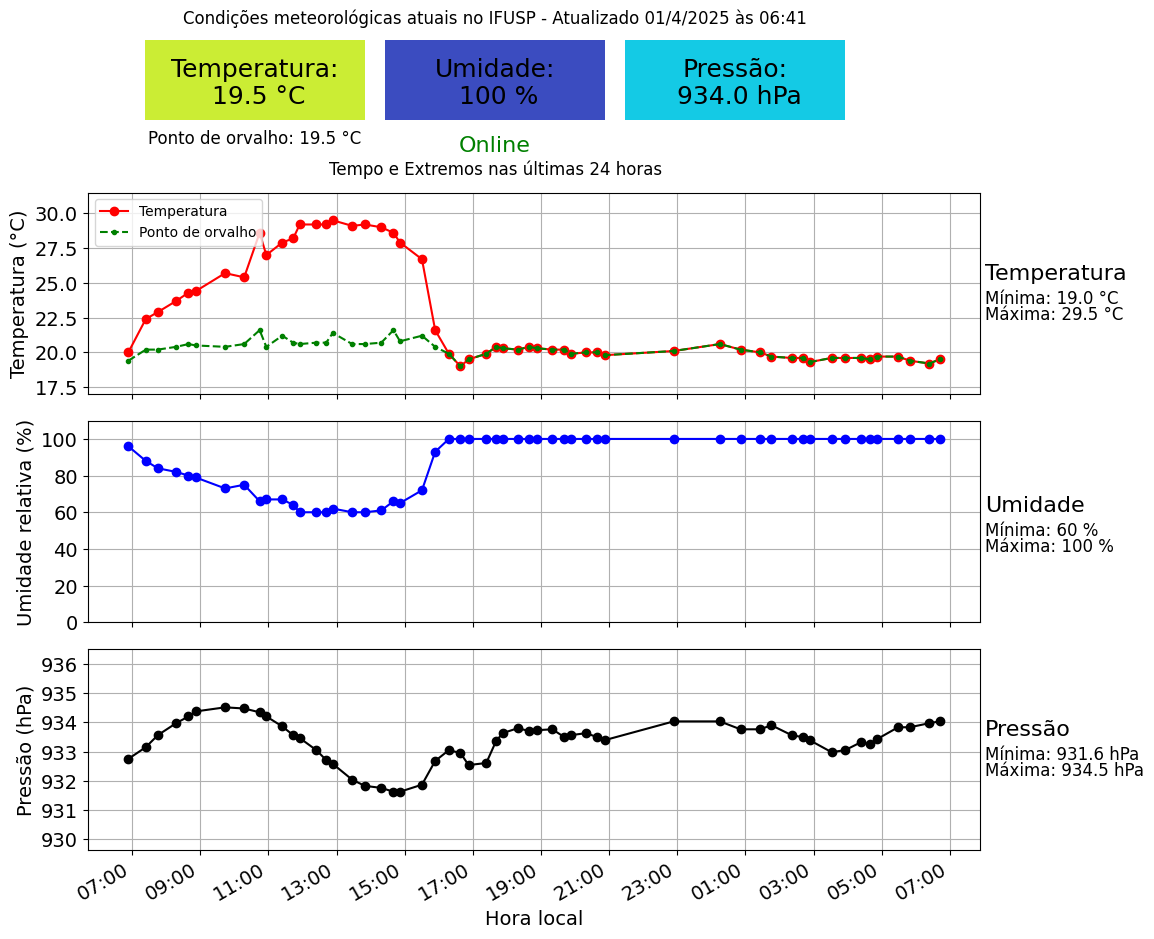 Condições meteorológicas atuais no IFUSP - Atualizado 01/4/2025 às 06:41
Temperatura:
19.5 °C
Umidade:
100 %
Pressão:
934.0 hPa
Ponto de orvalho: 19.5 °C
Online
Tempo e Extremos nas últimas 24 horas
Temperatura (°C)
30.0
27.5
25.0
22.5
20.0
17.5
Temperatura
Ponto de orvalho
Temperatura
Mínima: 19.0 °C
Máxima: 29.5 °C
Umidade relativa (%)
100
80
60
40
20
0
Umidade
Mínima: 60 %
Máxima: 100 %
Pressão (hPa)
936
935
934
933
932
931
930
Pressão
Mínima: 931.6 hPa
Máxima: 934.5 hPa
07:00 09:00 11:00 13:00 15:00 17:00 19:00 21:00 23:00 01:00 03:00 05:00 07:00
Hora local